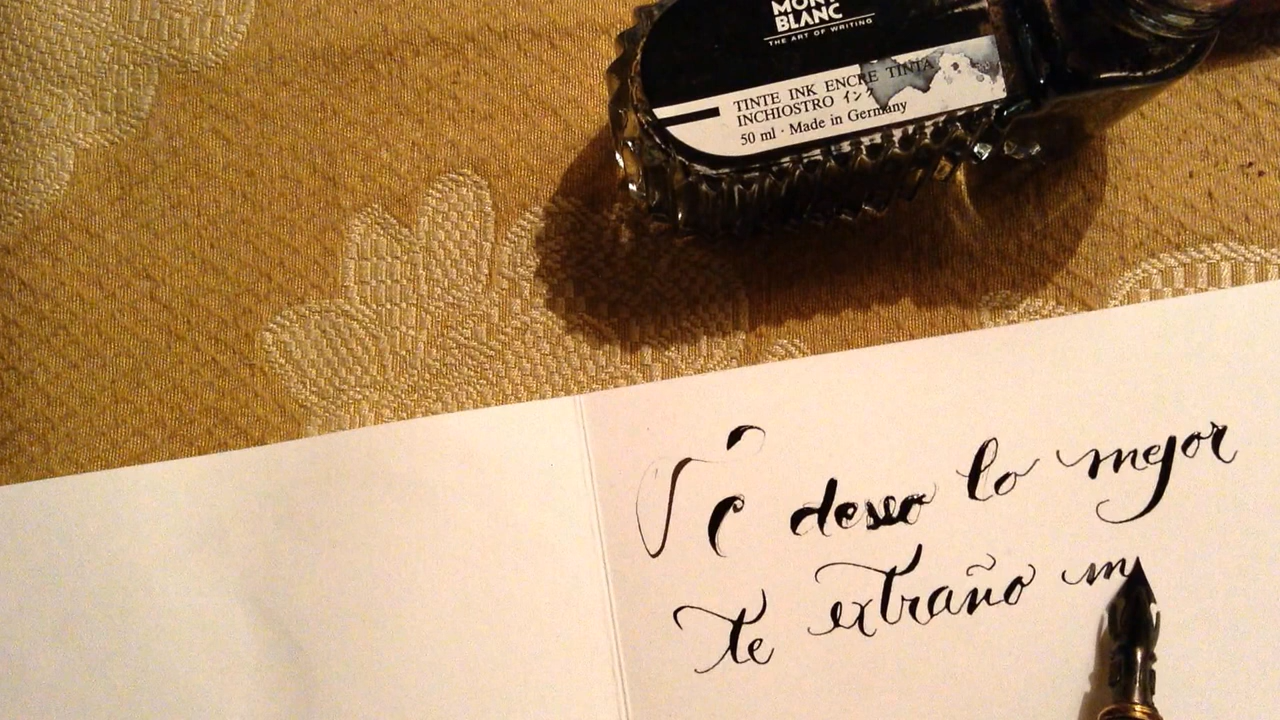 MONT
BLANC
THE ART OF WRITING
TINTE INK ENCRE TINTA
INCHIOSTRO インク
50 ml · Made in Germany
Te deseo lo mejor
te extraño m